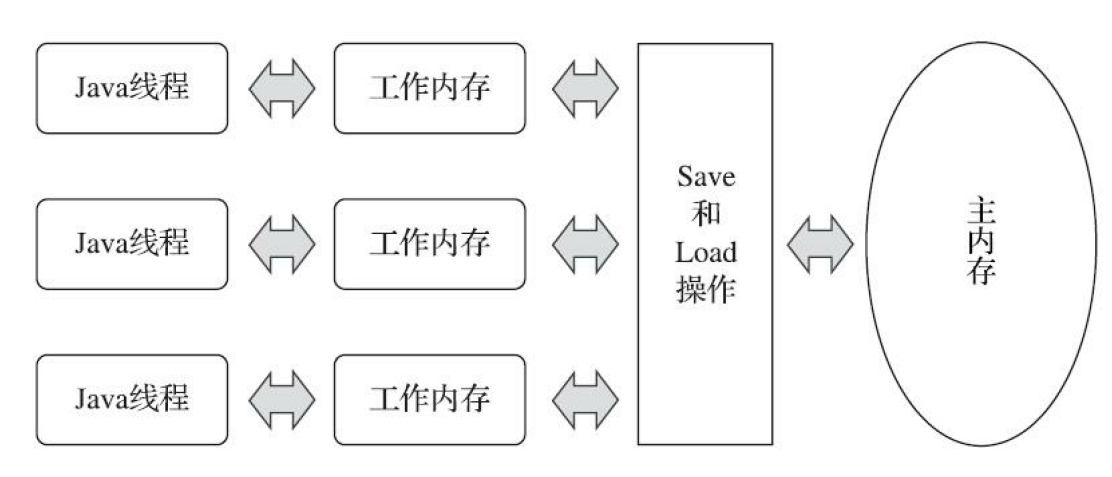 Java线程
工作内存
Java线程
工作内存
Java线程
工作内存
Save
和
Load
操作
主
内
存